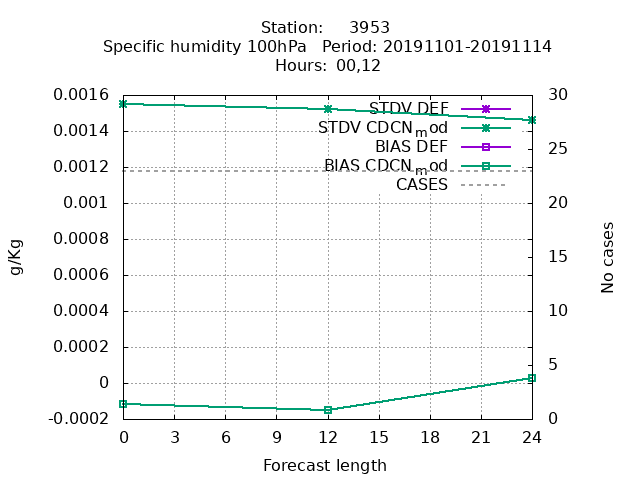 Station: 3953
Specific humidity 100hPa Period: 20191101-20191114
Hours: 00,12
0.0016
0.0014
0.0012
0.001
0.0008
0.0006
0.0004
0.0002
0
-0.0002
g/Kg
STDV DEF
STDV CDCNmod
BIAS DEF
BIAS CDCNmod
CASES
30
25
20
15
10
5
0
No cases
0 3 6 9 12 15 18 21 24
Forecast length